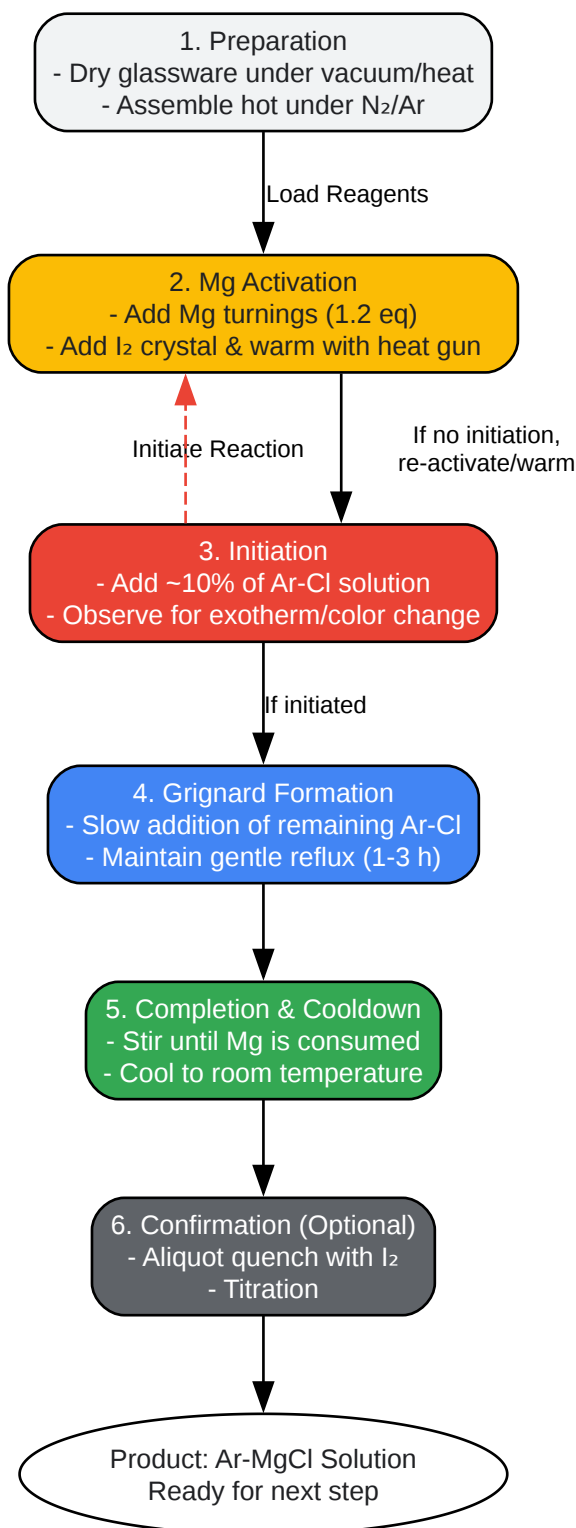 1. Preparation
- Dry glassware under vacuum/heat
- Assemble hot under N₂/Ar
Load Reagents
2. Mg Activation
- Add Mg turnings (1.2 eq)
- Add I₂ crystal & warm with heat gun
Initiate Reaction
If no initiation,
re-activate/warm
3. Initiation
- Add ~10% of Ar-Cl solution
- Observe for exotherm/color change
If initiated
4. Grignard Formation
- Slow addition of remaining Ar-Cl
- Maintain gentle reflux (1-3 h)
5. Completion & Cooldown
- Stir until Mg is consumed
- Cool to room temperature
6. Confirmation (Optional)
- Aliquot quench with I₂
- Titration
Product: Ar-MgCl Solution
Ready for next step